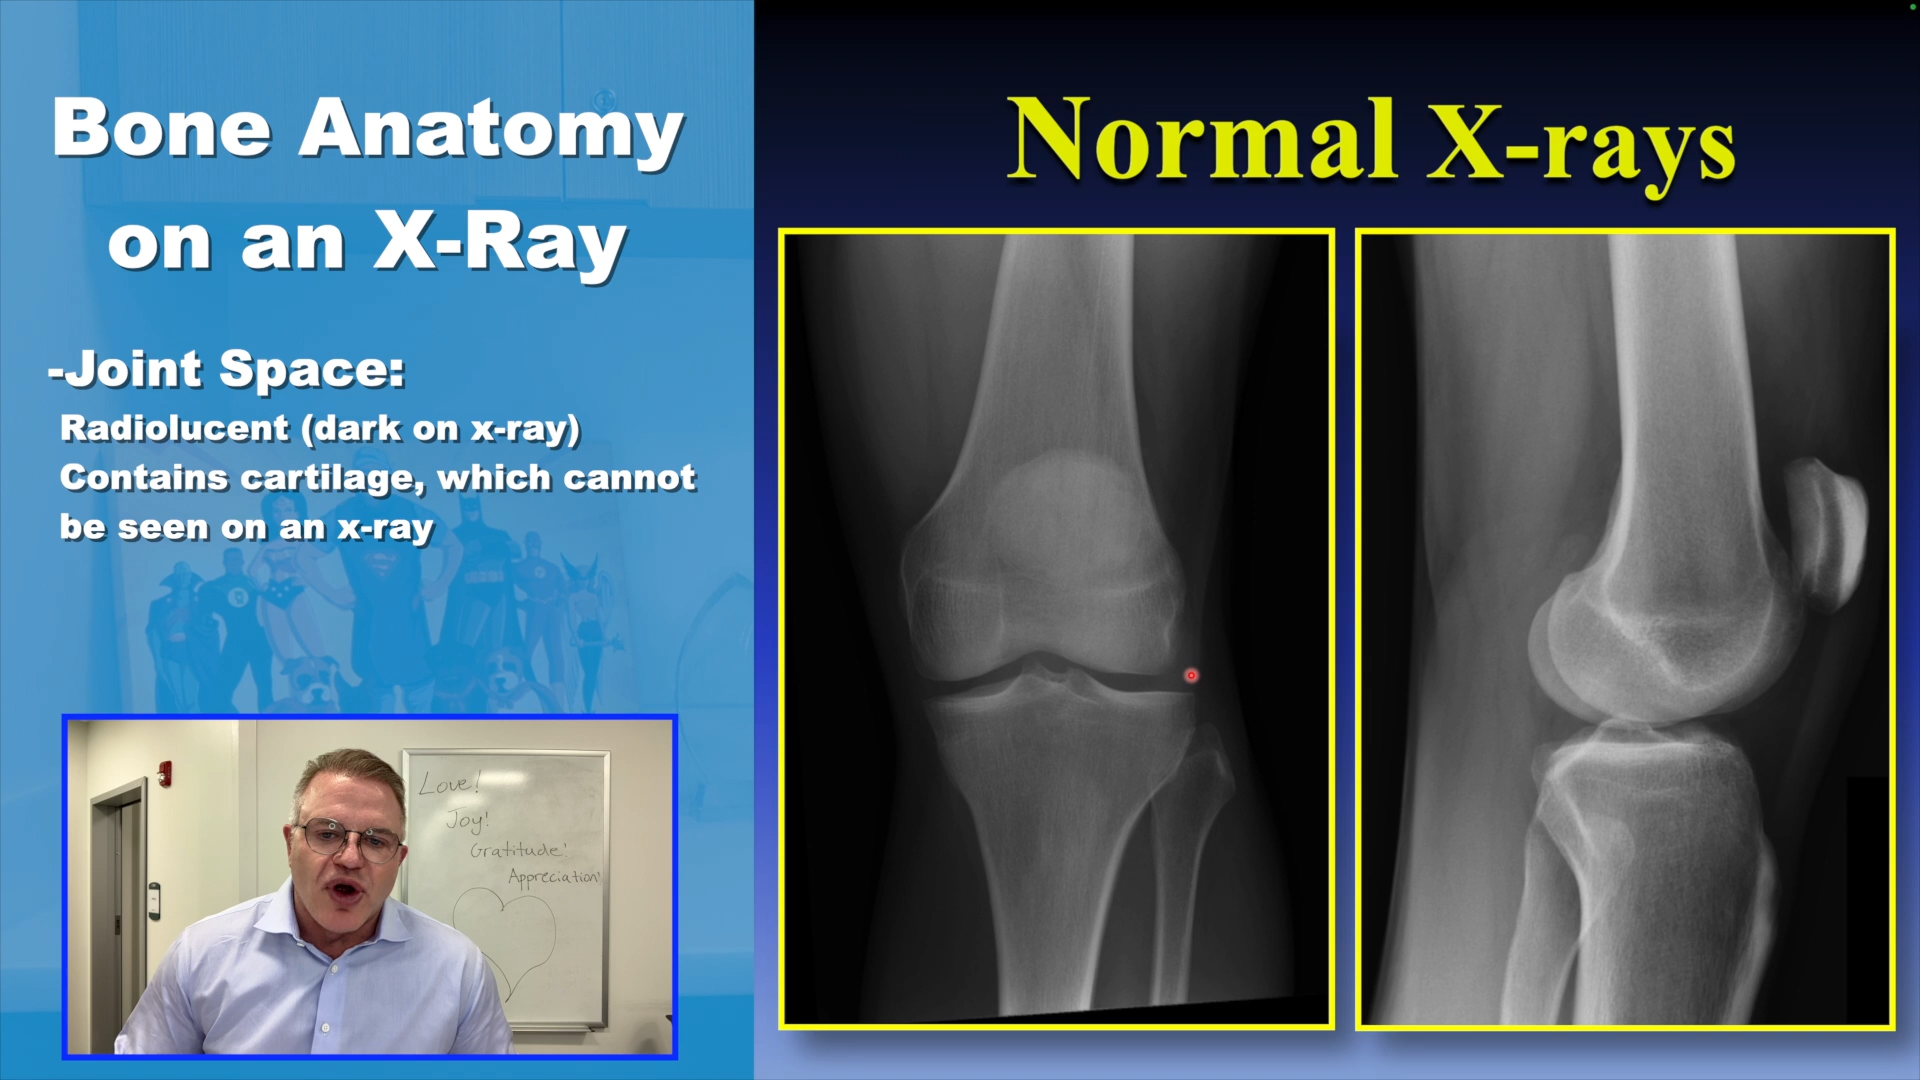 Bone Anatomy
on an X-Ray
-Joint Space:
Radiolucent (dark on x-ray)
Contains cartilage, which cannot
be seen on an x-ray
Normal X-rays
Love!
Joy!
Gratitude!
Appreciation!